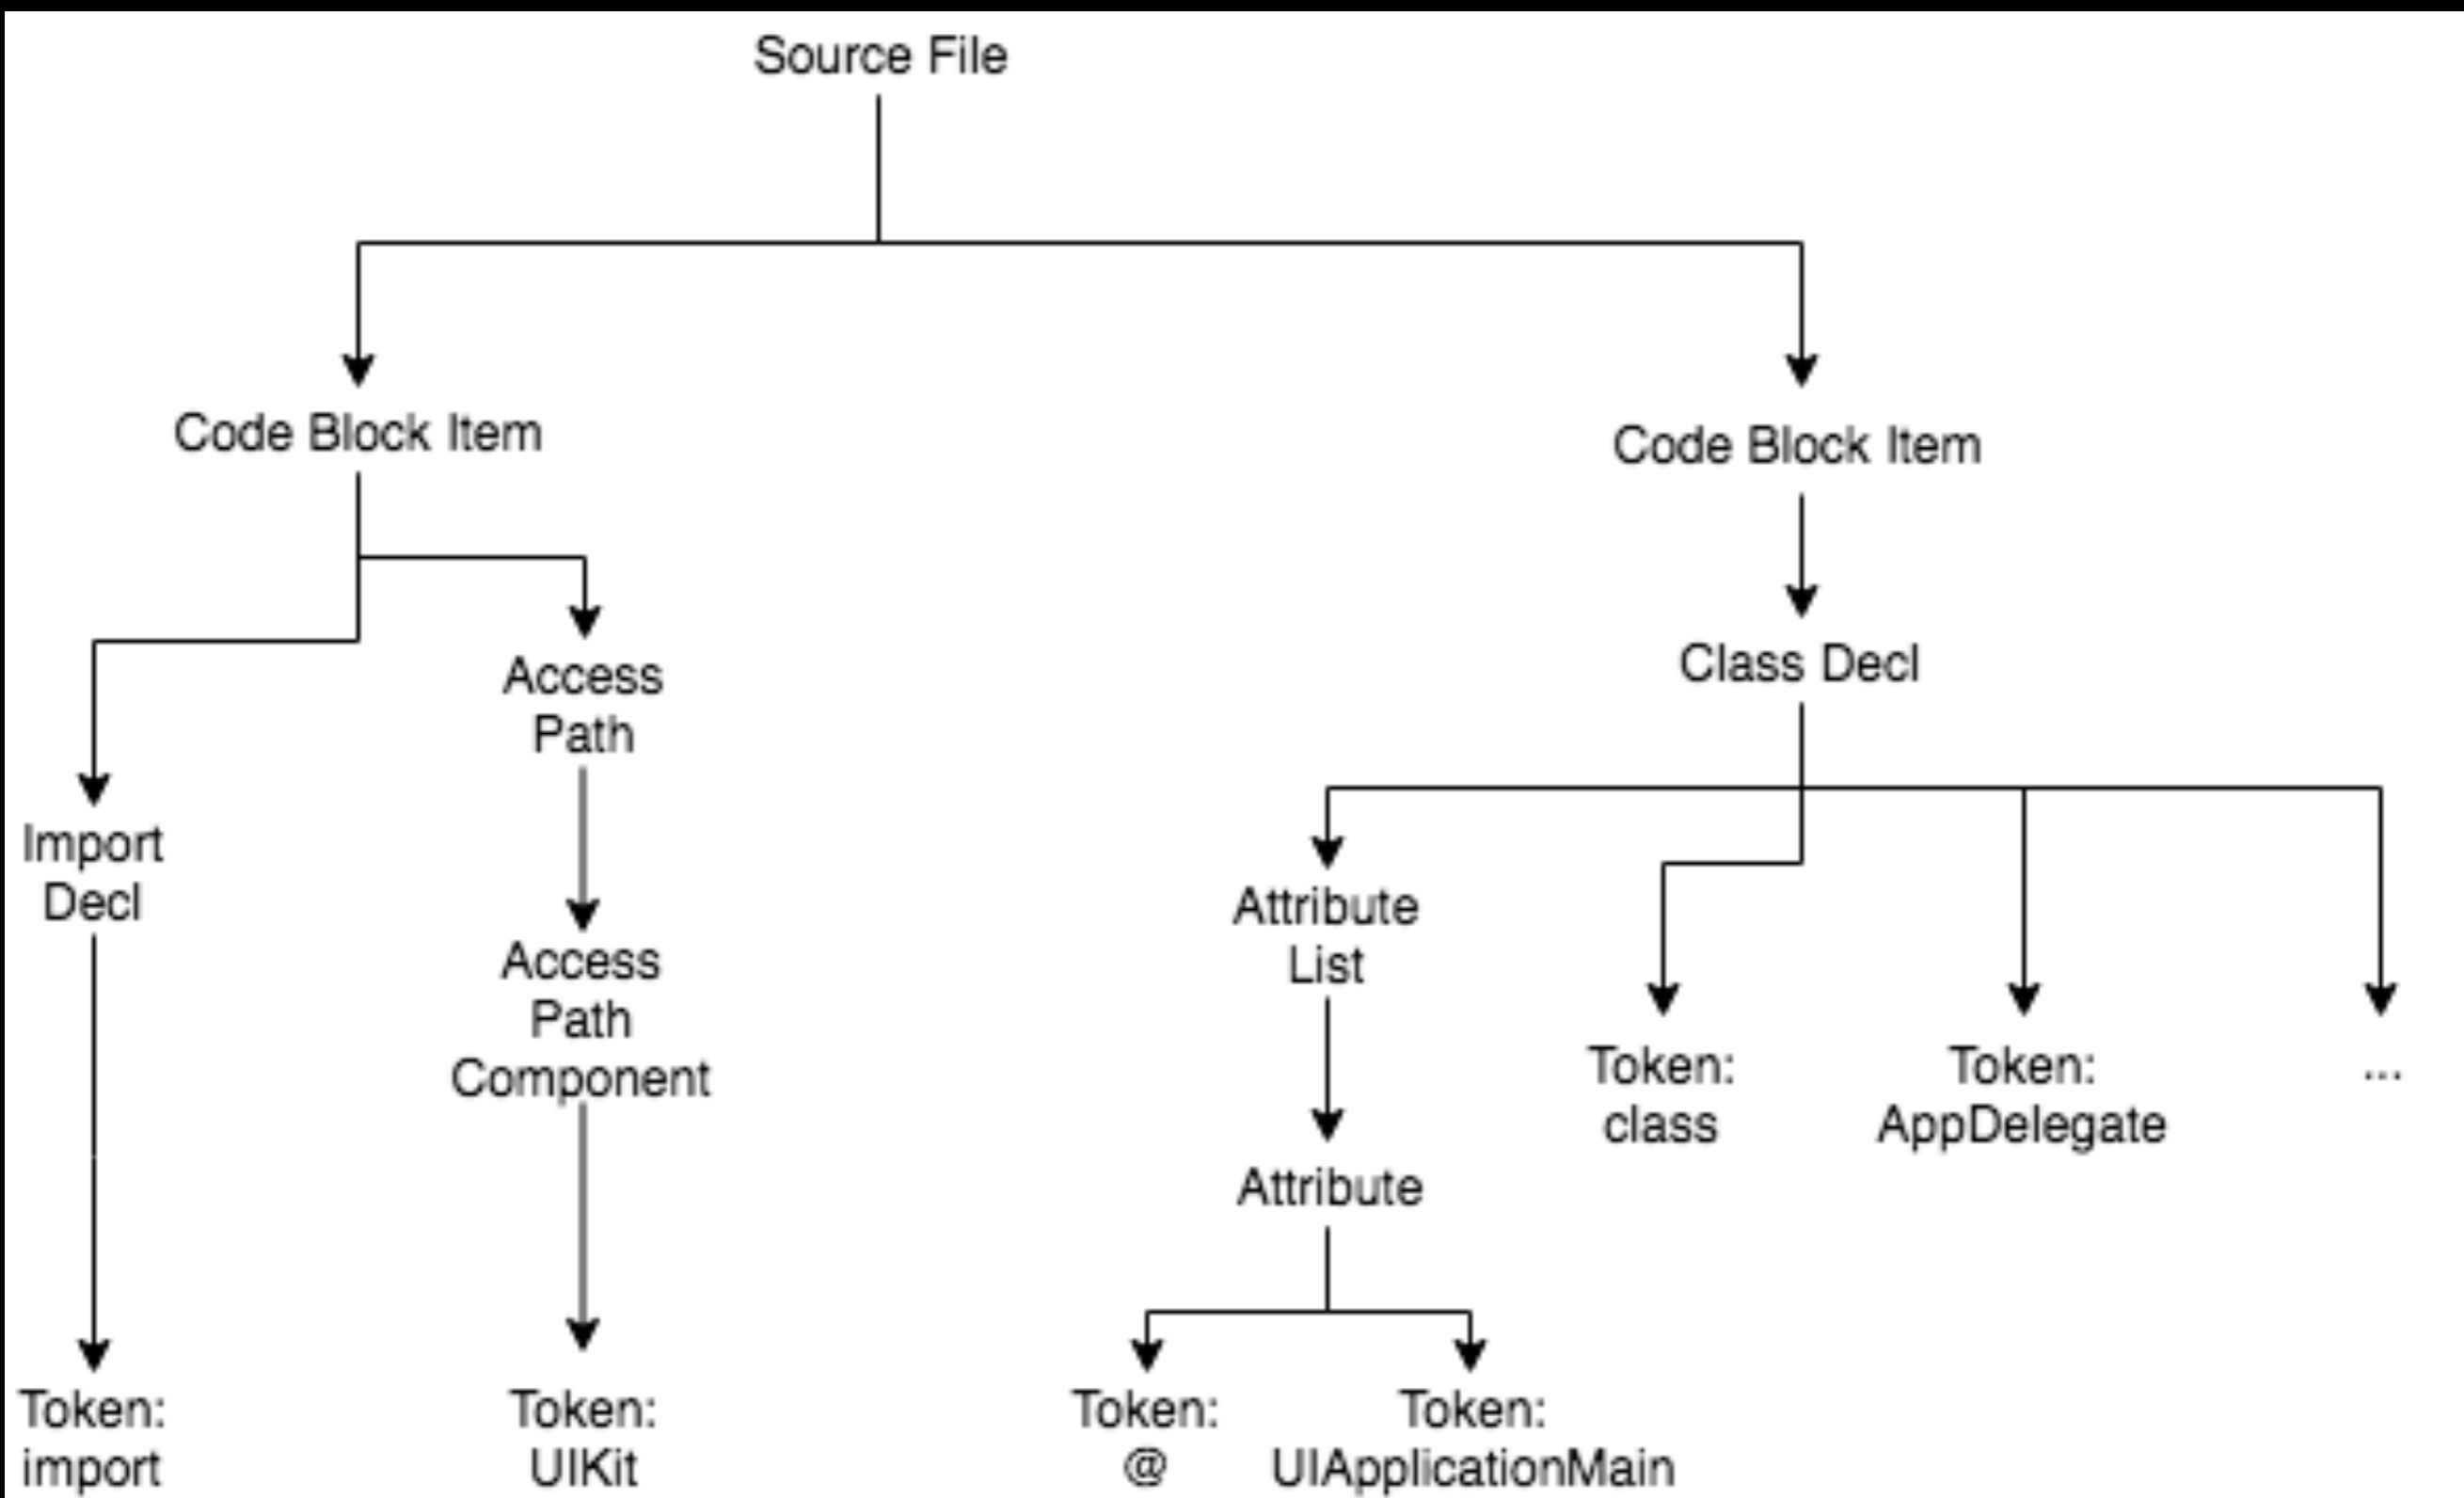 Source File
Code Block Item
Code Block Item
Access
Path
Class Decl
Import
Decl
Attribute
List
Access
Path
Component
Token:
class
Token:
AppDelegate
...
Attribute
Token:
import
Token:
UIKit
Token:
@
Token:
UIApplicationMain